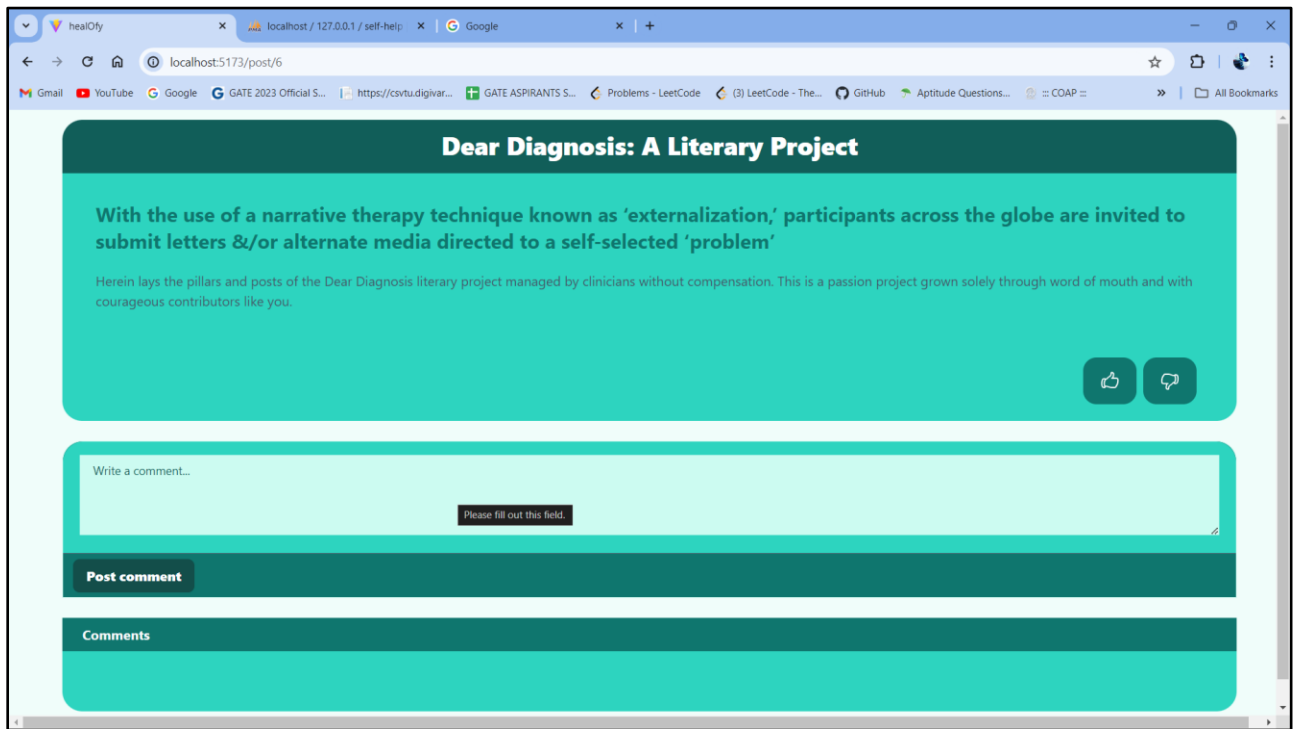 healOfy
localhost / 127.0.0.1 / self-help
Google
localhost:5173/post/6
Gmail
YouTube
Google
GATE 2023 Official S...
https://csvtu.digivar...
GATE ASPIRANTS S...
Problems - LeetCode
(3) LeetCode - The...
GitHub
Aptitude Questions...
::: COAP :::
»
All Bookmarks
Dear Diagnosis: A Literary Project
With the use of a narrative therapy technique known as ‘externalization,’ participants across the globe are invited to
submit letters &/or alternate media directed to a self-selected ‘problem’
Herein lays the pillars and posts of the Dear Diagnosis literary project managed by clinicians without compensation. This is a passion project grown solely through word of mouth and with
courageous contributors like you.
Write a comment...
Please fill out this field.
Post comment
Comments